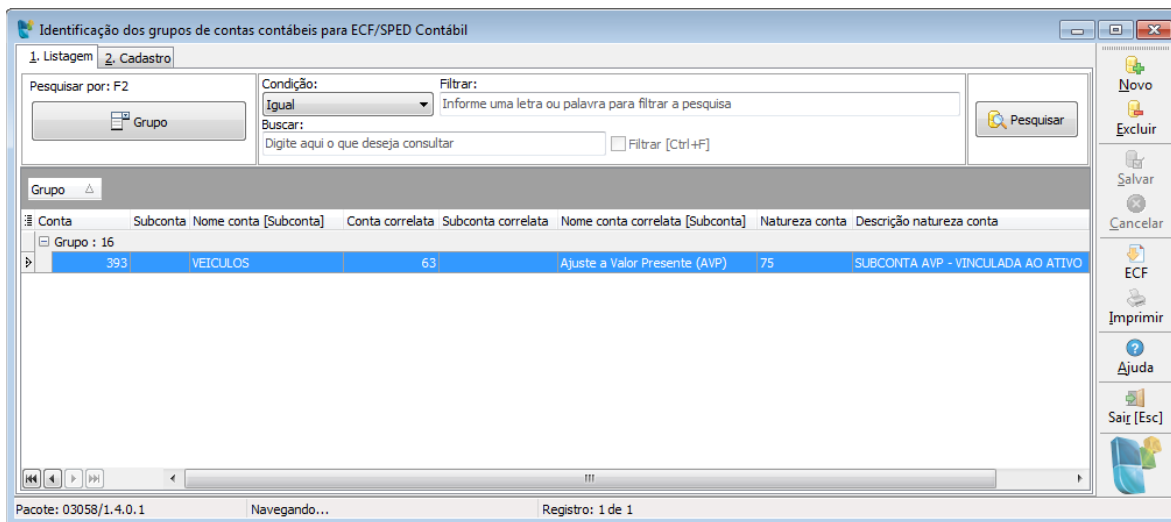 Identificação dos grupos de contas contábeis para ECF/SPED Contábil
1. Listagem 2. Cadastro
Pesquisar por: F2
Grupo
Condição: Filtrar:
Igual Informe uma letra ou palavra para filtrar a pesquisa
Buscar:
Digite aqui o que deseja consultar Filtrar [Ctrl+F]
Pesquisar
Grupo
Conta Subconta Nome conta [Subconta] Conta correlata Subconta correlata Nome conta correlata [Subconta] Natureza conta Descrição natureza conta
Grupo : 16
393 VEICULOS 63 Ajuste a Valor Presente (AVP) 75 SUBCONTA AVP - VINCULADA AO ATIVO
Novo
Excluir
Salvar
Cancelar
ECF
Imprimir
Ajuda
Sair [Esc]
Pacote: 03058/1.4.0.1 Navegando... Registro: 1 de 1